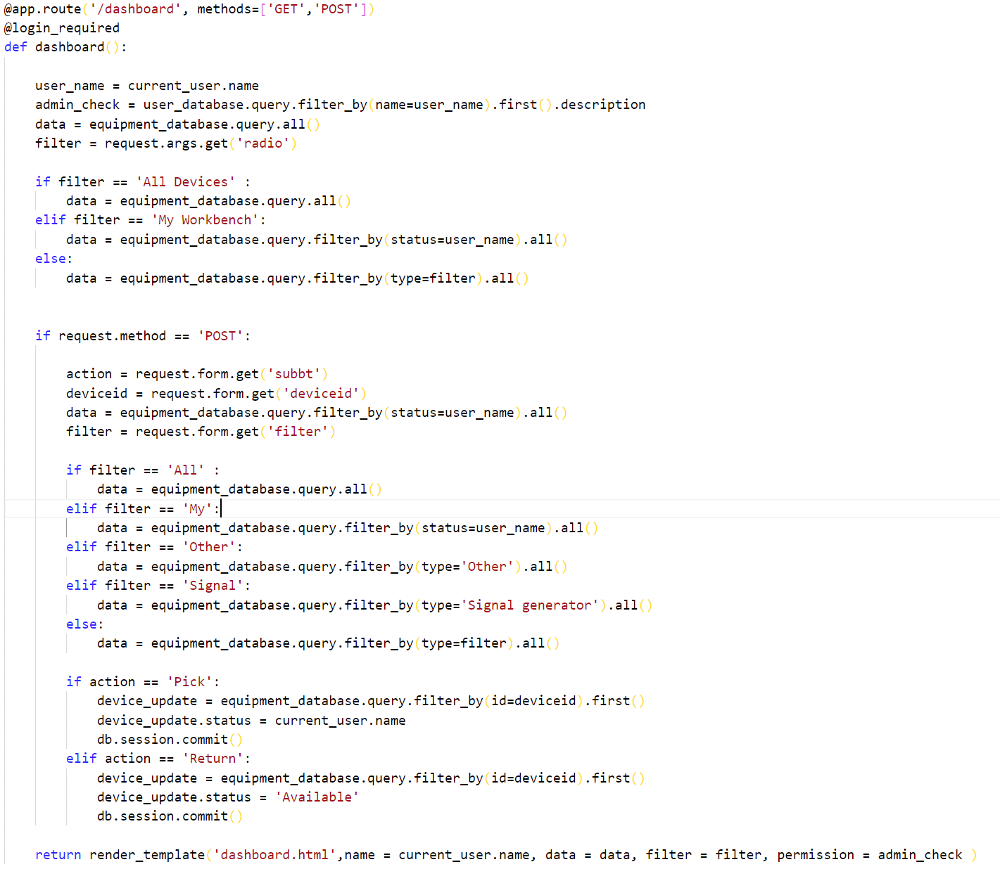 @app.route('/dashboard', methods=['GET','POST'])
@login_required
def dashboard():
user_name = current_user.name
admin_check = user_database.query.filter_by(name=user_name).first().description
data = equipment_database.query.all()
filter = request.args.get('radio')
if filter == 'All Devices' :
data = equipment_database.query.all()
elif filter == 'My Workbench':
data = equipment_database.query.filter_by(status=user_name).all()
else:
data = equipment_database.query.filter_by(type=filter).all()
if request.method == 'POST':
action = request.form.get('subbt')
deviceid = request.form.get('deviceid')
data = equipment_database.query.filter_by(status=user_name).all()
filter = request.form.get('filter')
if filter == 'All' :
data = equipment_database.query.all()
elif filter == 'My':
data = equipment_database.query.filter_by(status=user_name).all()
elif filter == 'Other':
data = equipment_database.query.filter_by(type='Other').all()
elif filter == 'Signal':
data = equipment_database.query.filter_by(type='Signal generator').all()
else:
data = equipment_database.query.filter_by(type=filter).all()
if action == 'Pick':
device_update = equipment_database.query.filter_by(id=deviceid).first()
device_update.status = current_user.name
db.session.commit()
elif action == 'Return':
device_update = equipment_database.query.filter_by(id=deviceid).first()
device_update.status = 'Available'
db.session.commit()
return render_template('dashboard.html',name = current_user.name, data = data, filter = filter, permission = admin_check )